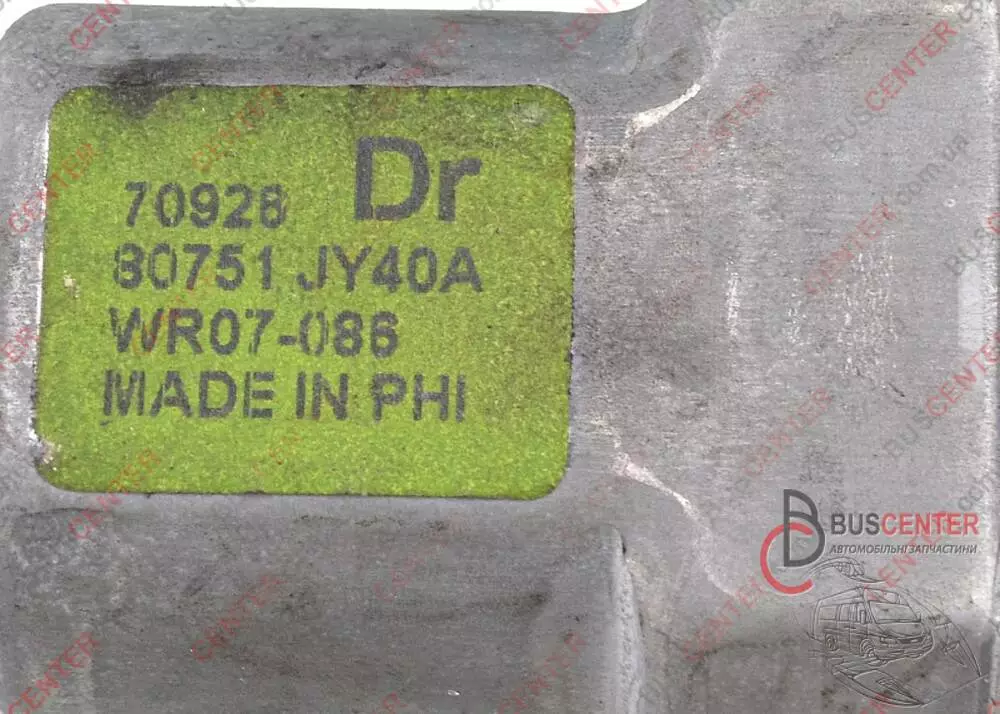 Dr
70926
80751 JY40A
WR07-086
MADE IN PHI
BUSCENTER
АВТОМОБІЛЬНІ ЗАПЧАСТИНИ